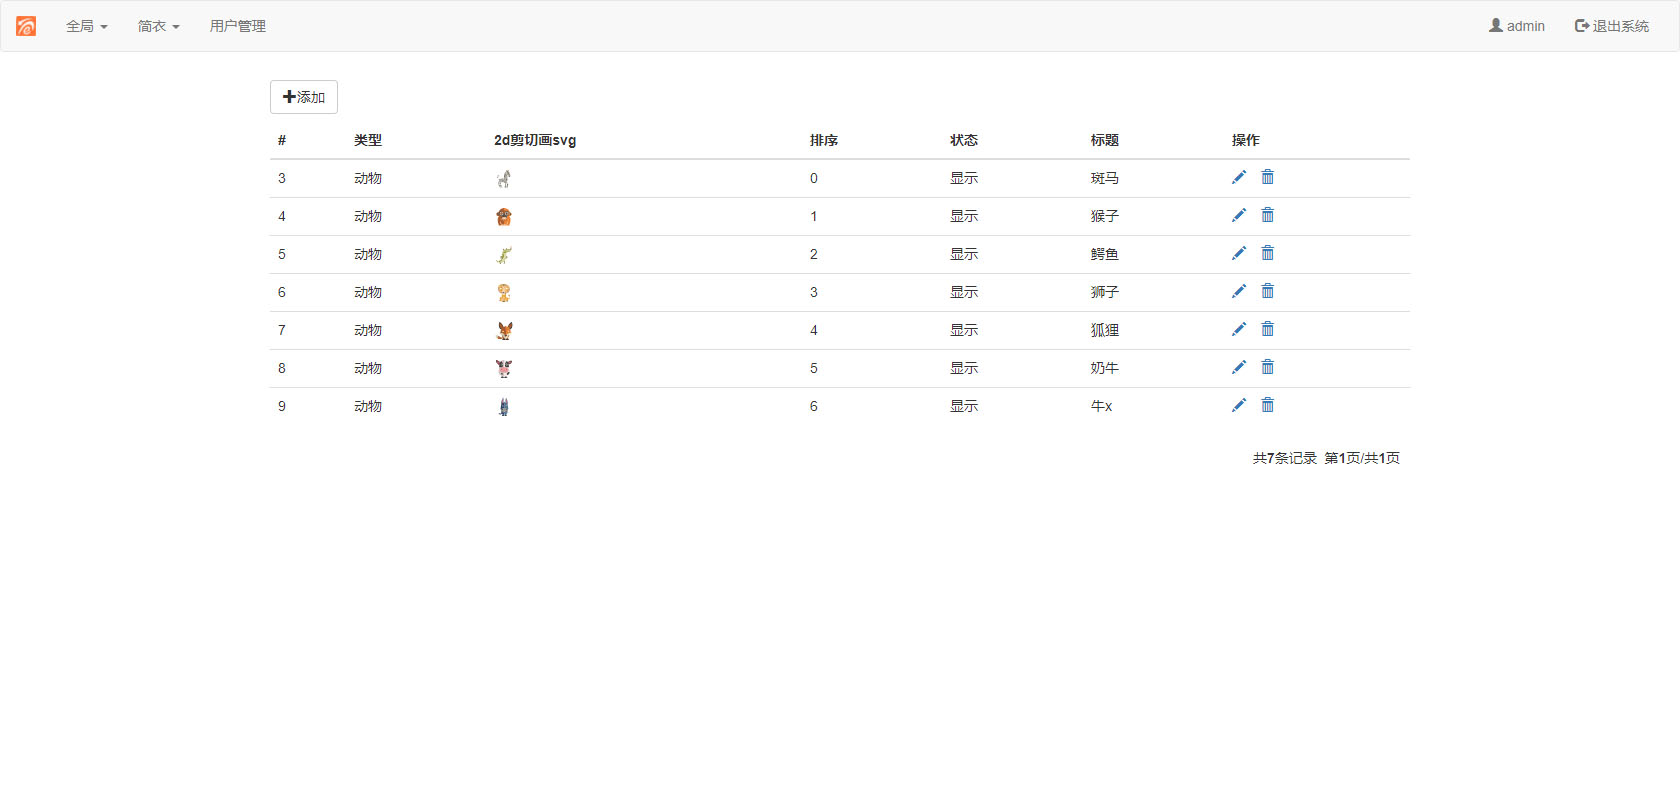 全局 简衣 用户管理 admin 退出系统
添加
# 类型 2d剪切画svg 排序 状态 标题 操作
3 动物 0 显示 斑马
4 动物 1 显示 猴子
5 动物 2 显示 鳄鱼
6 动物 3 显示 狮子
7 动物 4 显示 狐狸
8 动物 5 显示 奶牛
9 动物 6 显示 牛x
共7条记录 第1页/共1页